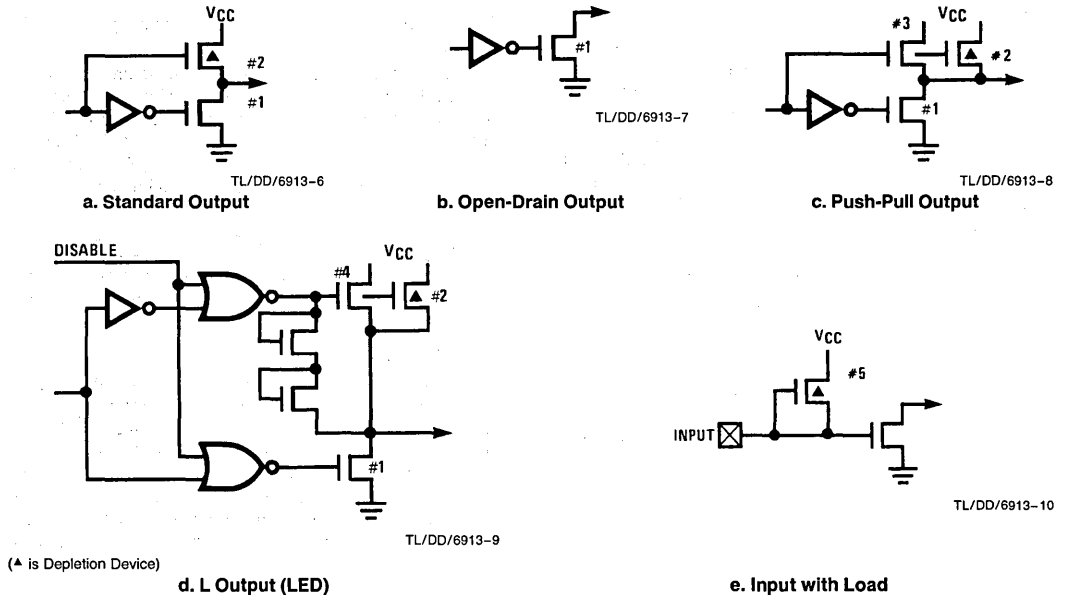 VCC
#2
#1
TL/DD/6913-6
a. Standard Output
#1
TL/DD/6913-7
b. Open-Drain Output
#3
VCC
#2
#1
TL/DD/6913-8
c. Push-Pull Output
DISABLE
VCC
#4
#2
#1
TL/DD/6913-9
(▲ is Depletion Device)
d. L Output (LED)
VCC
#5
INPUT
TL/DD/6913-10
e. Input with Load